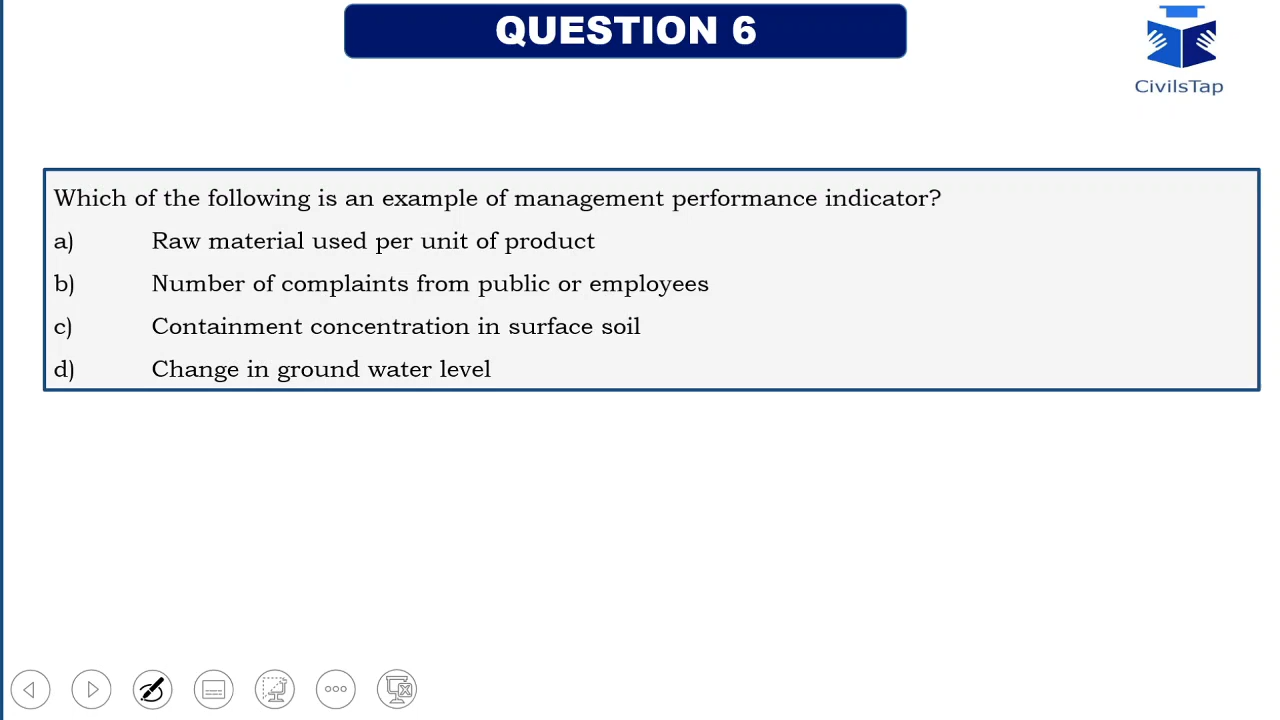 QUESTION 6
CivilsTap
Which of the following is an example of management performance indicator?
a) Raw material used per unit of product
b) Number of complaints from public or employees
c) Containment concentration in surface soil
d) Change in ground water level